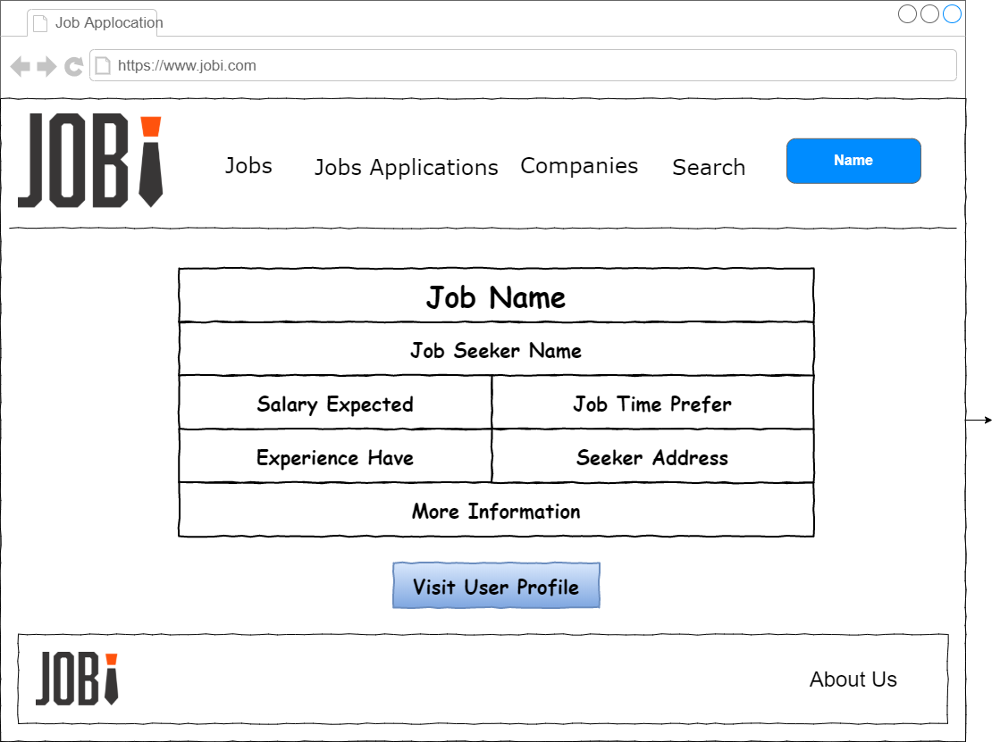 Job Applocation
https://www.jobi.com
JOBi
Jobs
Jobs Applications
Companies
Search
Name
Job Name
Job Seeker Name
Salary Expected
Job Time Prefer
Experience Have
Seeker Address
More Information
Visit User Profile
JOBi
About Us